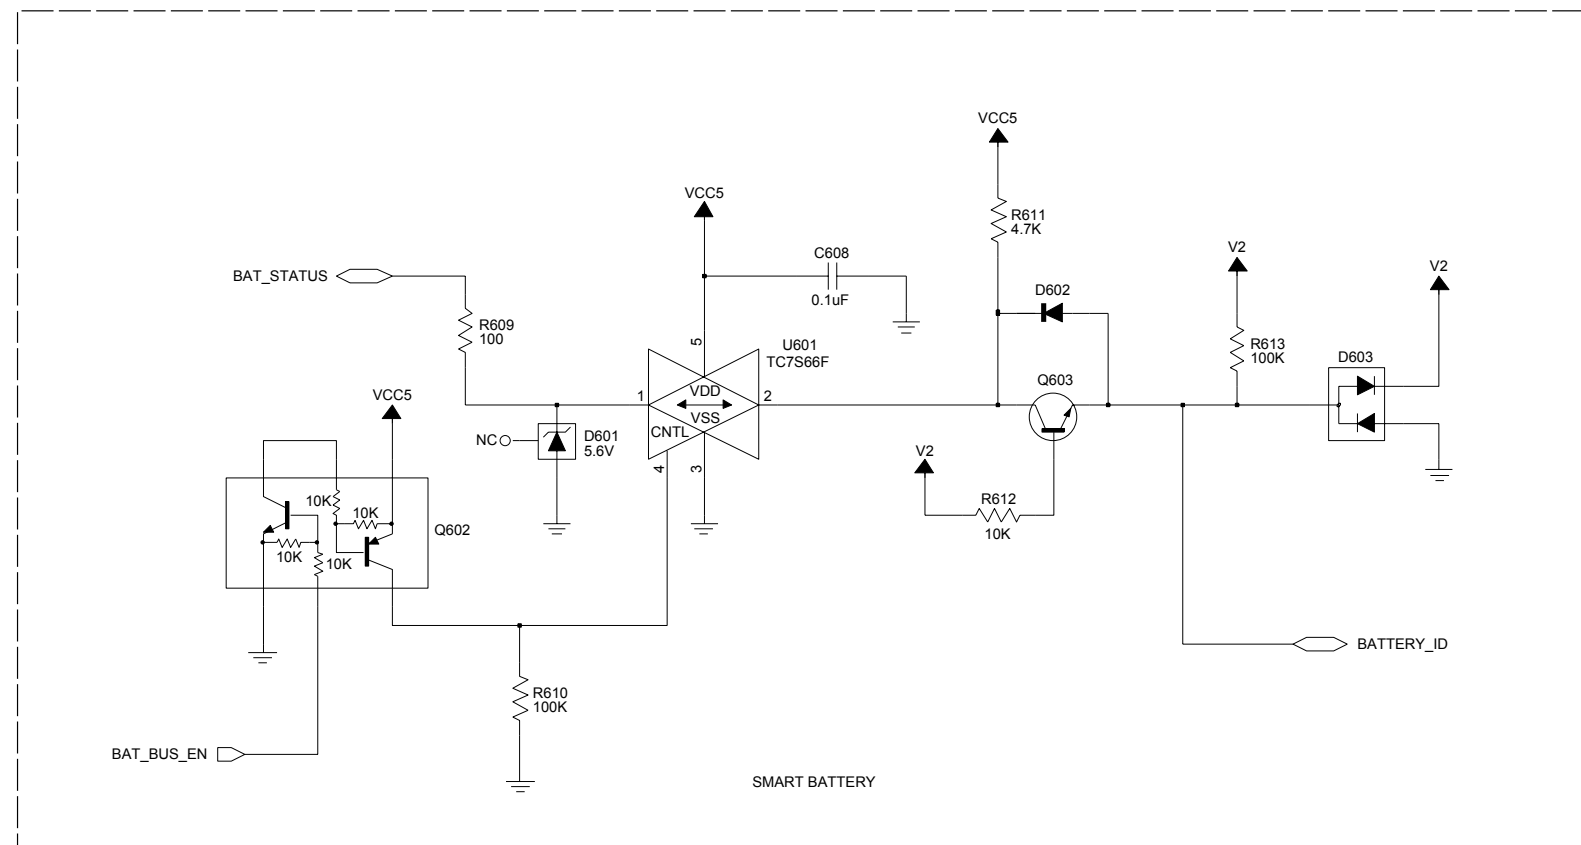 VCC5
VCC5
R611
4.7K
V2
C608
V2
BAT_STATUS
D602
0.1uF
R609
100
5
U601
TC7S66F
R613
100K
D603
VCC5
1
VDD
2
Q603
VSS
NC
D601
5.6V
CNTL
4
3
V2
R612
10K
10K
10K
Q602
10K
10K
BATTERY_ID
R610
100K
BAT_BUS_EN
SMART BATTERY